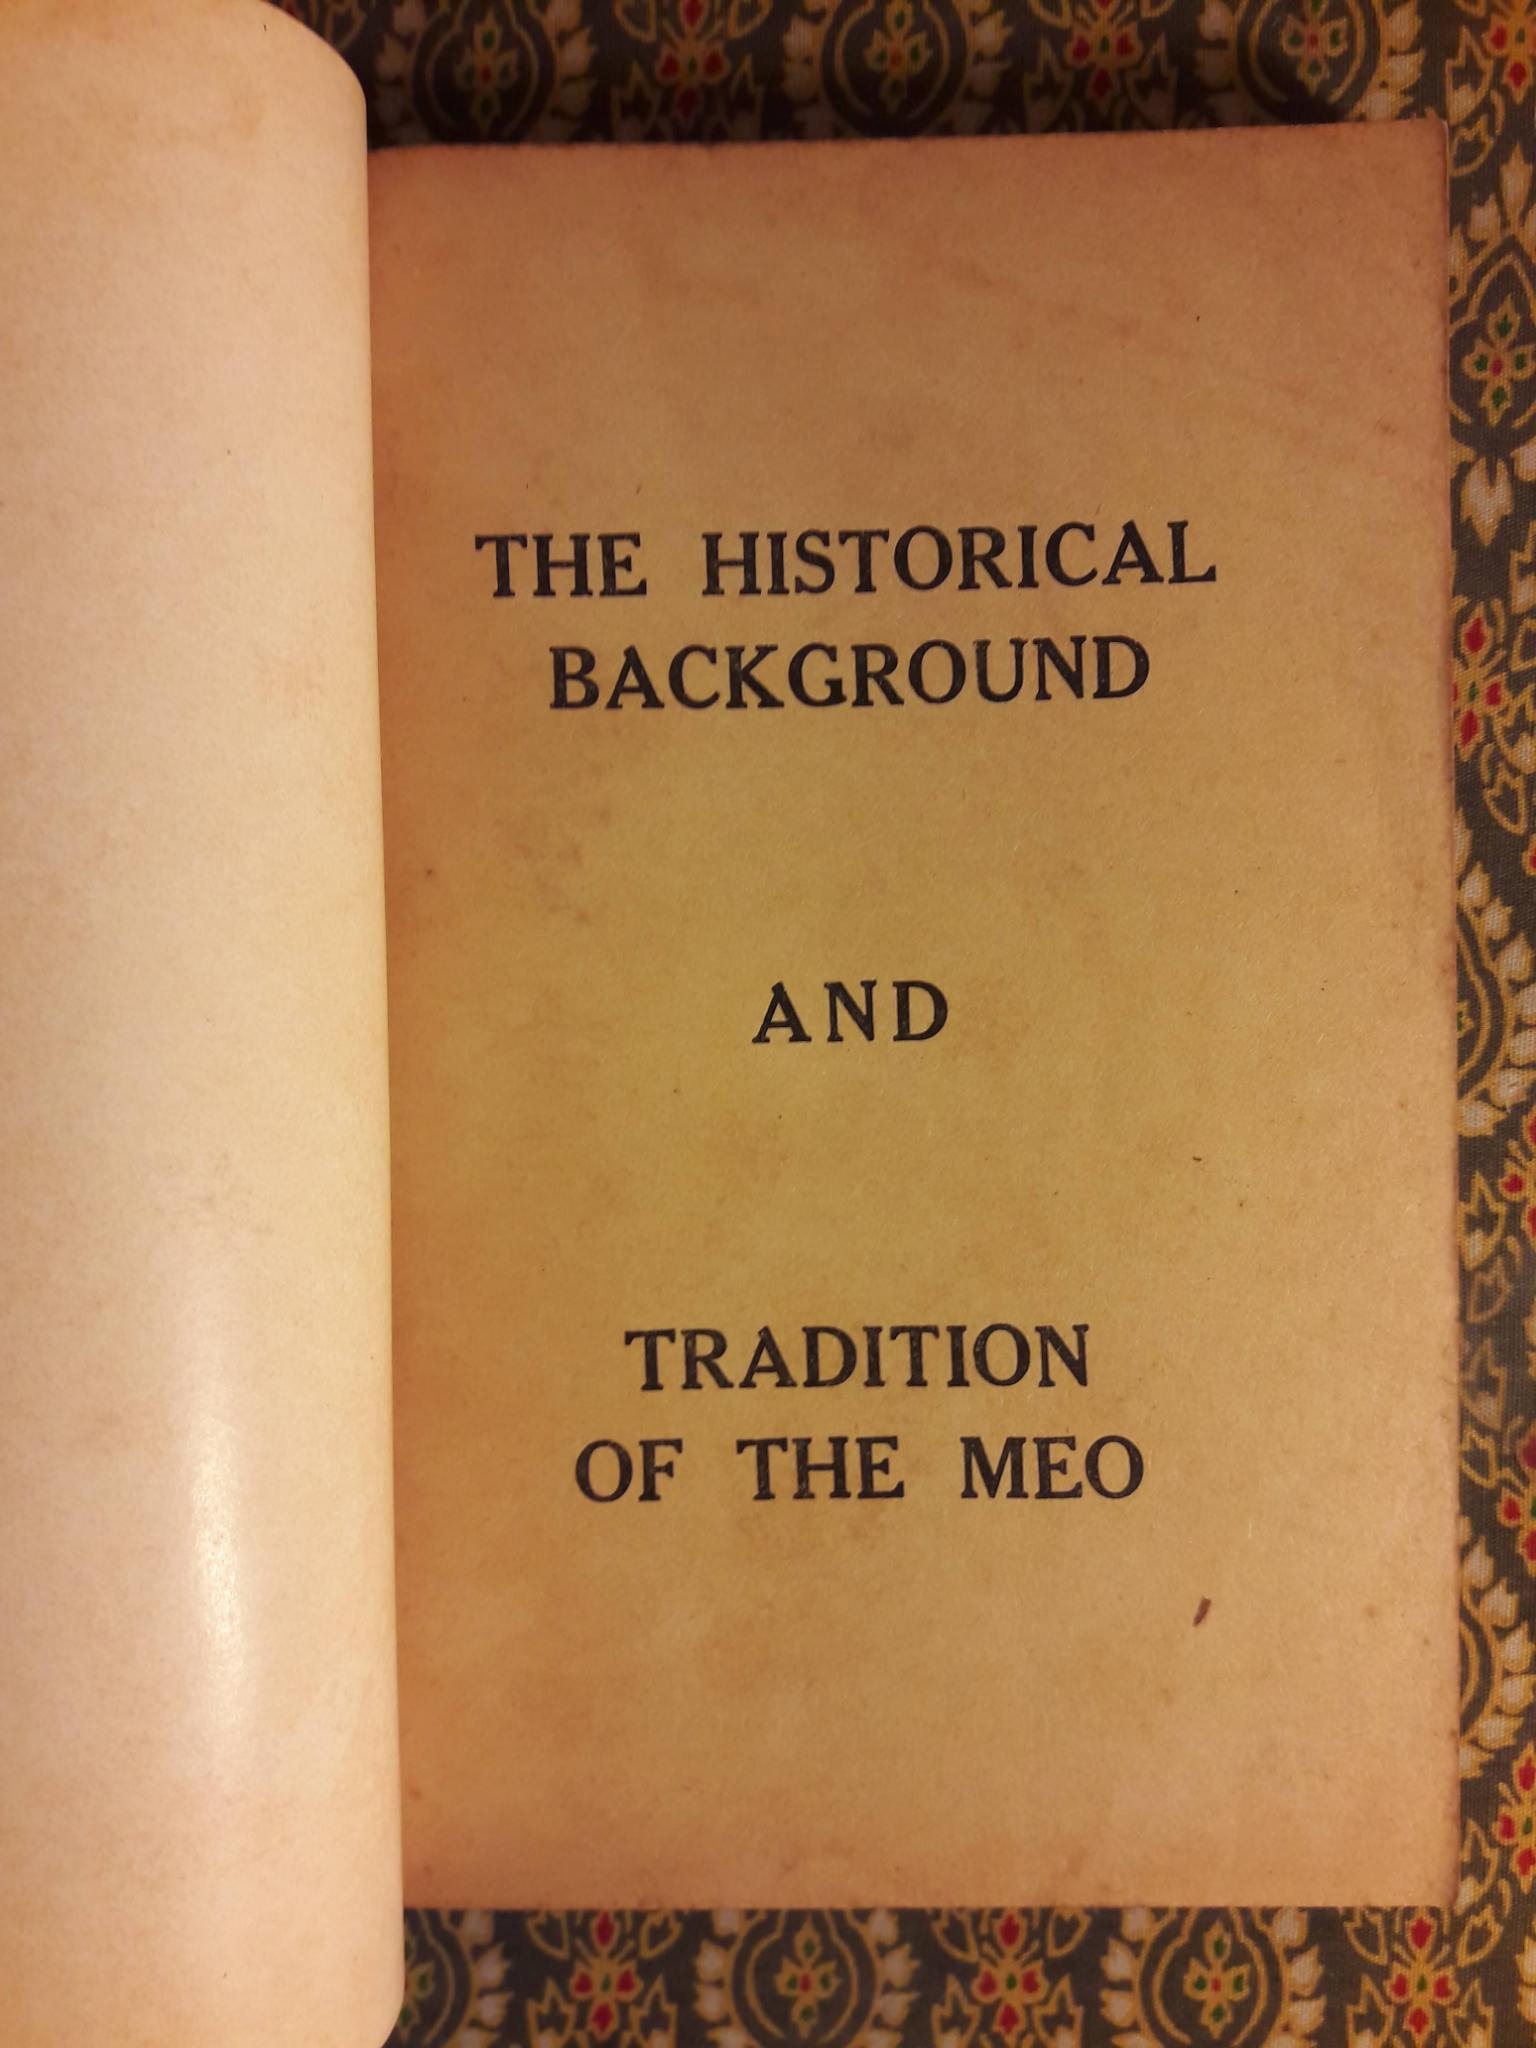 THE HISTORICAL
BACKGROUND
AND
TRADITION
OF THE MEO